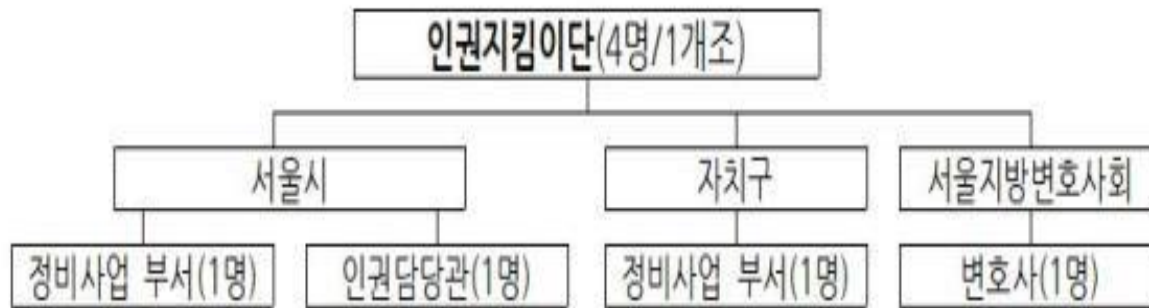 인권지킴이단(4명/1개조)
서울시 자치구 서울지방변호사회
정비사업 부서(1명) 인권담당관(1명) 정비사업 부서(1명) 변호사(1명)